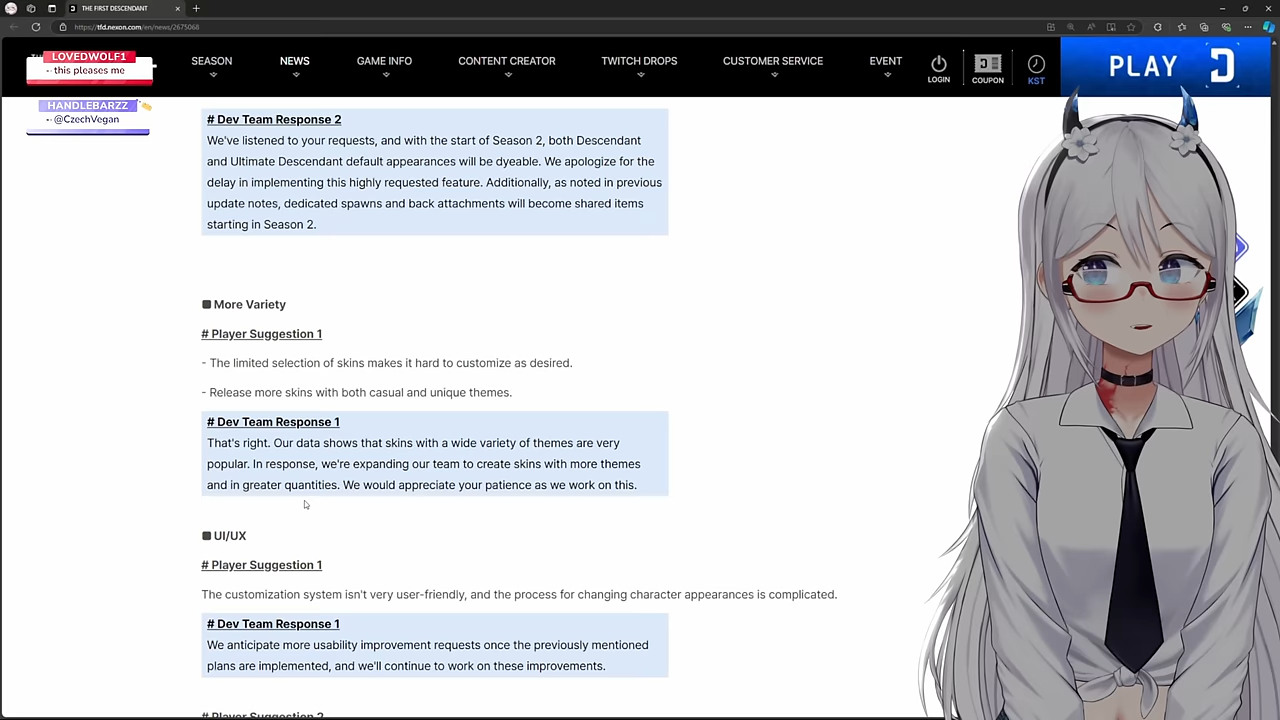 THE FIRST DESCENDANT
https://tfd.nexon.com/en/news/2675068
LOVEDWOLF1
this pleases me
HANDLEBARZZ
@CzechVegan
SEASON
NEWS
GAME INFO
CONTENT CREATOR
TWITCH DROPS
CUSTOMER SERVICE
EVENT
LOGIN
COUPON
KST
PLAY
# Dev Team Response 2
We've listened to your requests, and with the start of Season 2, both Descendant
and Ultimate Descendant default appearances will be dyeable. We apologize for the
delay in implementing this highly requested feature. Additionally, as noted in previous
update notes, dedicated spawns and back attachments will become shared items
starting in Season 2.
More Variety
# Player Suggestion 1
- The limited selection of skins makes it hard to customize as desired.
- Release more skins with both casual and unique themes.
# Dev Team Response 1
That's right. Our data shows that skins with a wide variety of themes are very
popular. In response, we're expanding our team to create skins with more themes
and in greater quantities. We would appreciate your patience as we work on this.
UI/UX
# Player Suggestion 1
The customization system isn't very user-friendly, and the process for changing character appearances is complicated.
# Dev Team Response 1
We anticipate more usability improvement requests once the previously mentioned
plans are implemented, and we'll continue to work on these improvements.
# Player Suggestion 2